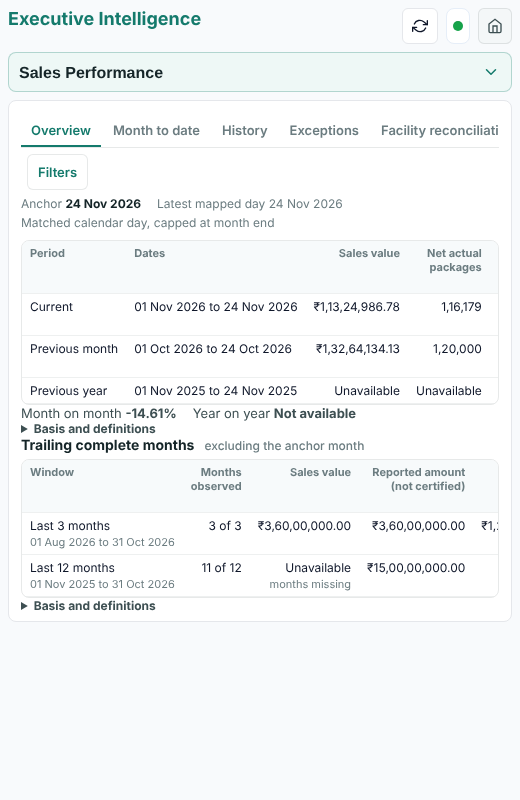 Executive Intelligence
Sales Performance
Overview Month to date History Exceptions Facility reconciliati
Filters
Anchor 24 Nov 2026 Latest mapped day 24 Nov 2026
Matched calendar day, capped at month end
Period Dates Sales value Net actual packages
Current 01 Nov 2026 to 24 Nov 2026 ₹1,13,24,986.78 1,16,179
Previous month 01 Oct 2026 to 24 Oct 2026 ₹1,32,64,134.13 1,20,000
Previous year 01 Nov 2025 to 24 Nov 2025 Unavailable Unavailable
Month on month -14.61% Year on year Not available
Basis and definitions
Trailing complete months excluding the anchor month
Window Months observed Sales value Reported amount (not certified)
Last 3 months 3 of 3 ₹3,60,00,000.00 ₹3,60,00,000.00
01 Aug 2026 to 31 Oct 2026
Last 12 months 11 of 12 Unavailable ₹15,00,00,000.00
01 Nov 2025 to 31 Oct 2026 months missing
Basis and definitions